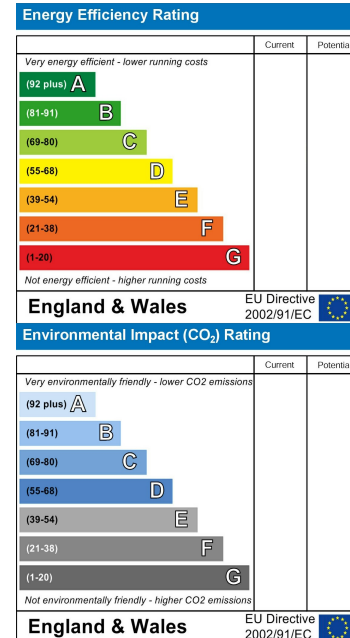 Energy Efficiency Rating
Current Potentia
Very energy efficient - lower running costs
(92 plus) A
(81-91) B
(69-80) C
(55-68) D
(39-54) E
(21-38) F
(1-20) G
Not energy efficient - higher running costs
England & Wales
EU Directive
2002/91/EC
Environmental Impact (CO₂) Rating
Current Potentia
Very environmentally friendly - lower CO2 emissions
(92 plus) A
(81-91) B
(69-80) C
(55-68) D
(39-54) E
(21-38) F
(1-20) G
Not environmentally friendly - higher CO2 emissions
England & Wales
EU Directive
2002/91/EC